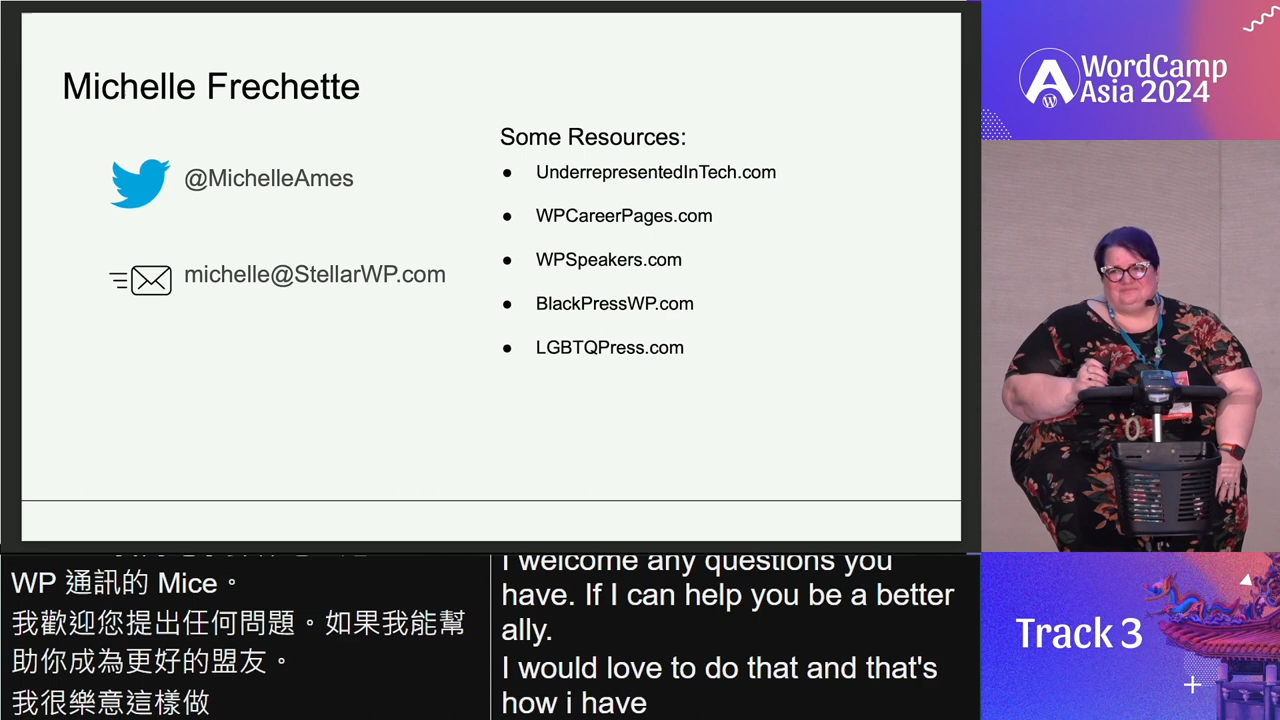 Michelle Frechette
@MichelleAmes
michelle@StellarWP.com
Some Resources:
● UnderrepresentedInTech.com
● WPCareerPages.com
● WPSpeakers.com
● BlackPressWP.com
● LGBTQPress.com
WordCamp
Asia 2024
WP 通訊的 Mice。
我歡迎您提出任何問題。如果我能幫
助你成為更好的盟友。
我很樂意這樣做
I welcome any questions you
have. If I can help you be a better
ally.
I would love to do that and that's
how i have
Track 3